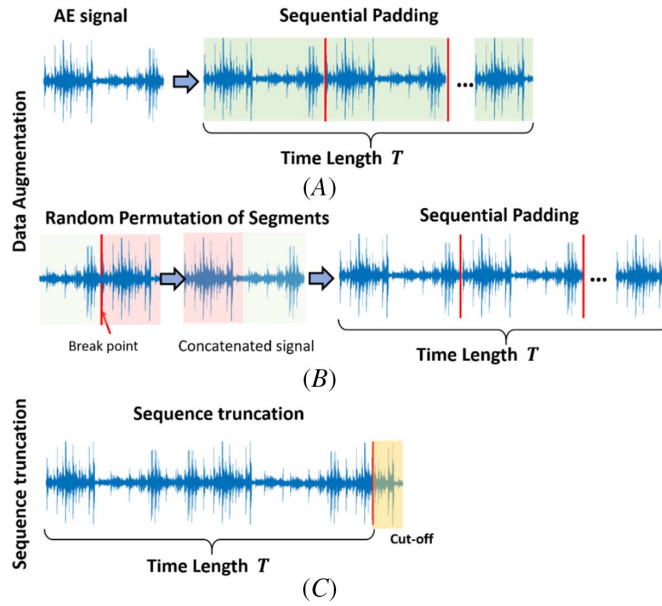 AE signal
Sequential Padding
...
Time Length T
(A)
Data Augmentation
Random Permutation of Segments
Sequential Padding
...
Break point
Concatenated signal
Time Length T
(B)
Sequence truncation
Sequence truncation
Cut-off
Time Length T
(C)